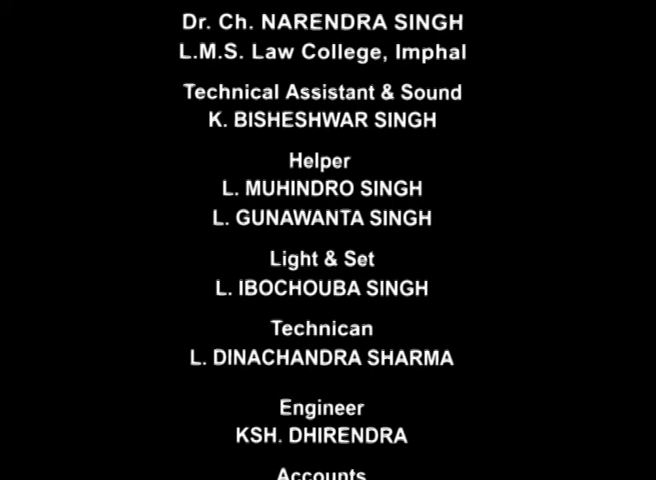 Dr. Ch. NARENDRA SINGH
L.M.S. Law College, Imphal
Technical Assistant & Sound
K. BISHESHWAR SINGH
Helper
L. MUHINDRO SINGH
L. GUNAWANTA SINGH
Light & Set
L. IBOCHOUBA SINGH
Technican
L. DINACHANDRA SHARMA
Engineer
KSH. DHIRENDRA
Accounts